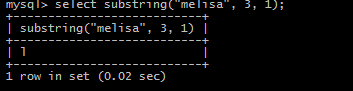 mysql> select substring("melisa", 3, 1);
+---------------------------+
| substring("melisa", 3, 1) |
+---------------------------+
| l                         |
+---------------------------+
1 row in set (0.02 sec)